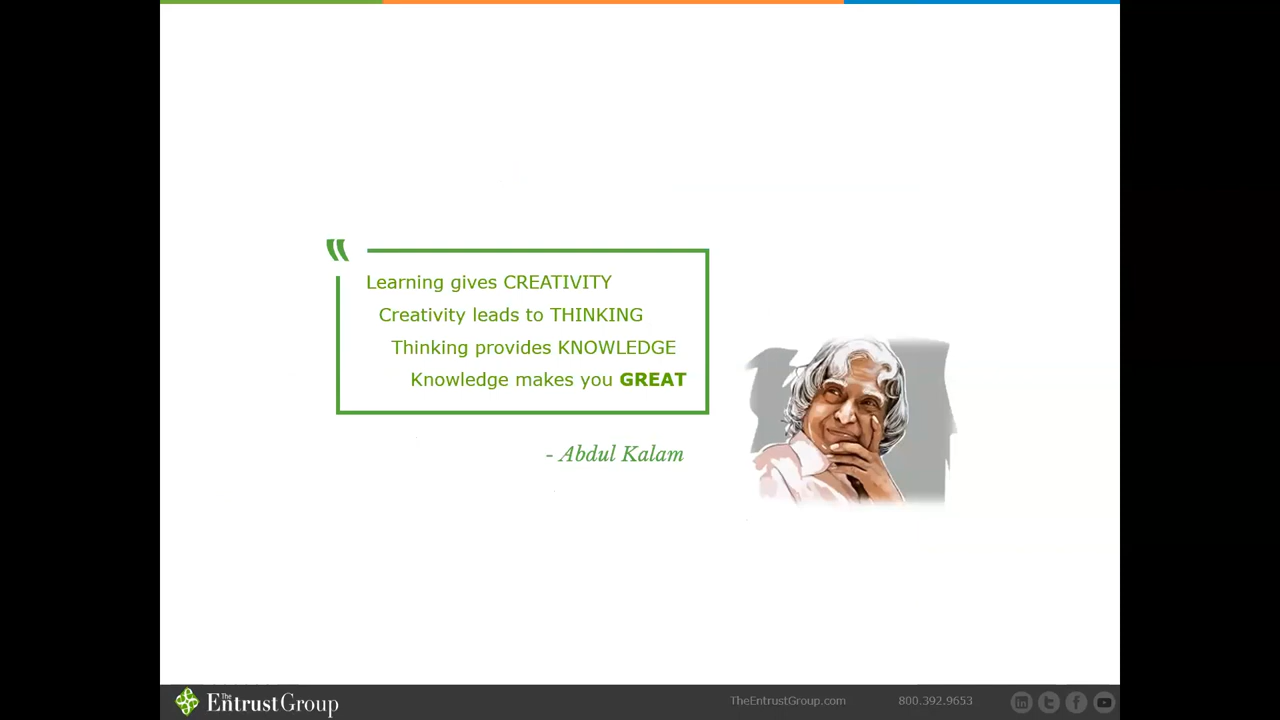 Learning gives CREATIVITY
Creativity leads to THINKING
Thinking provides KNOWLEDGE
Knowledge makes you GREAT
- Abdul Kalam
The EntrustGroup
TheEntrustGroup.com
800.392.9653